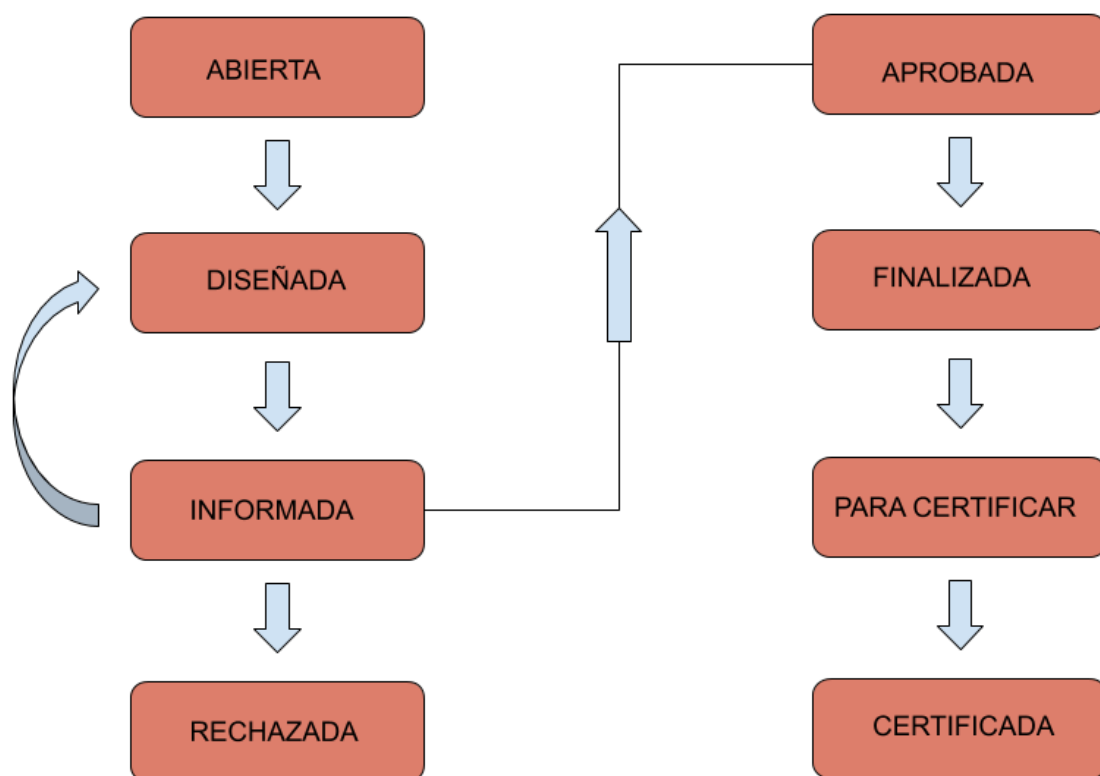 ABIERTA
DISEÑADA
INFORMADA
RECHAZADA
APROBADA
FINALIZADA
PARA CERTIFICAR
CERTIFICADA